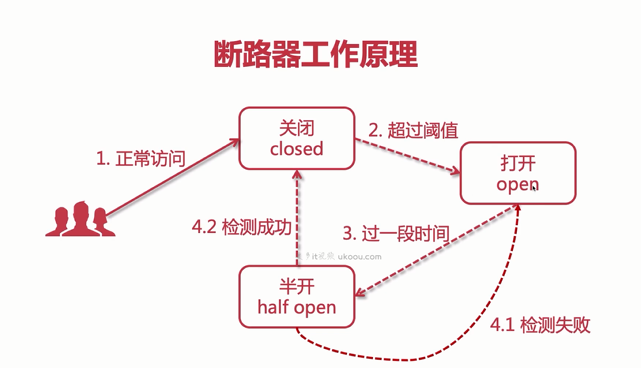 断路器工作原理
关闭
closed
1. 正常访问
2. 超过阈值
打开
open
4.2 检测成功
3. 过一段时间
ukoou.com
半开
half open
4.1 检测失败